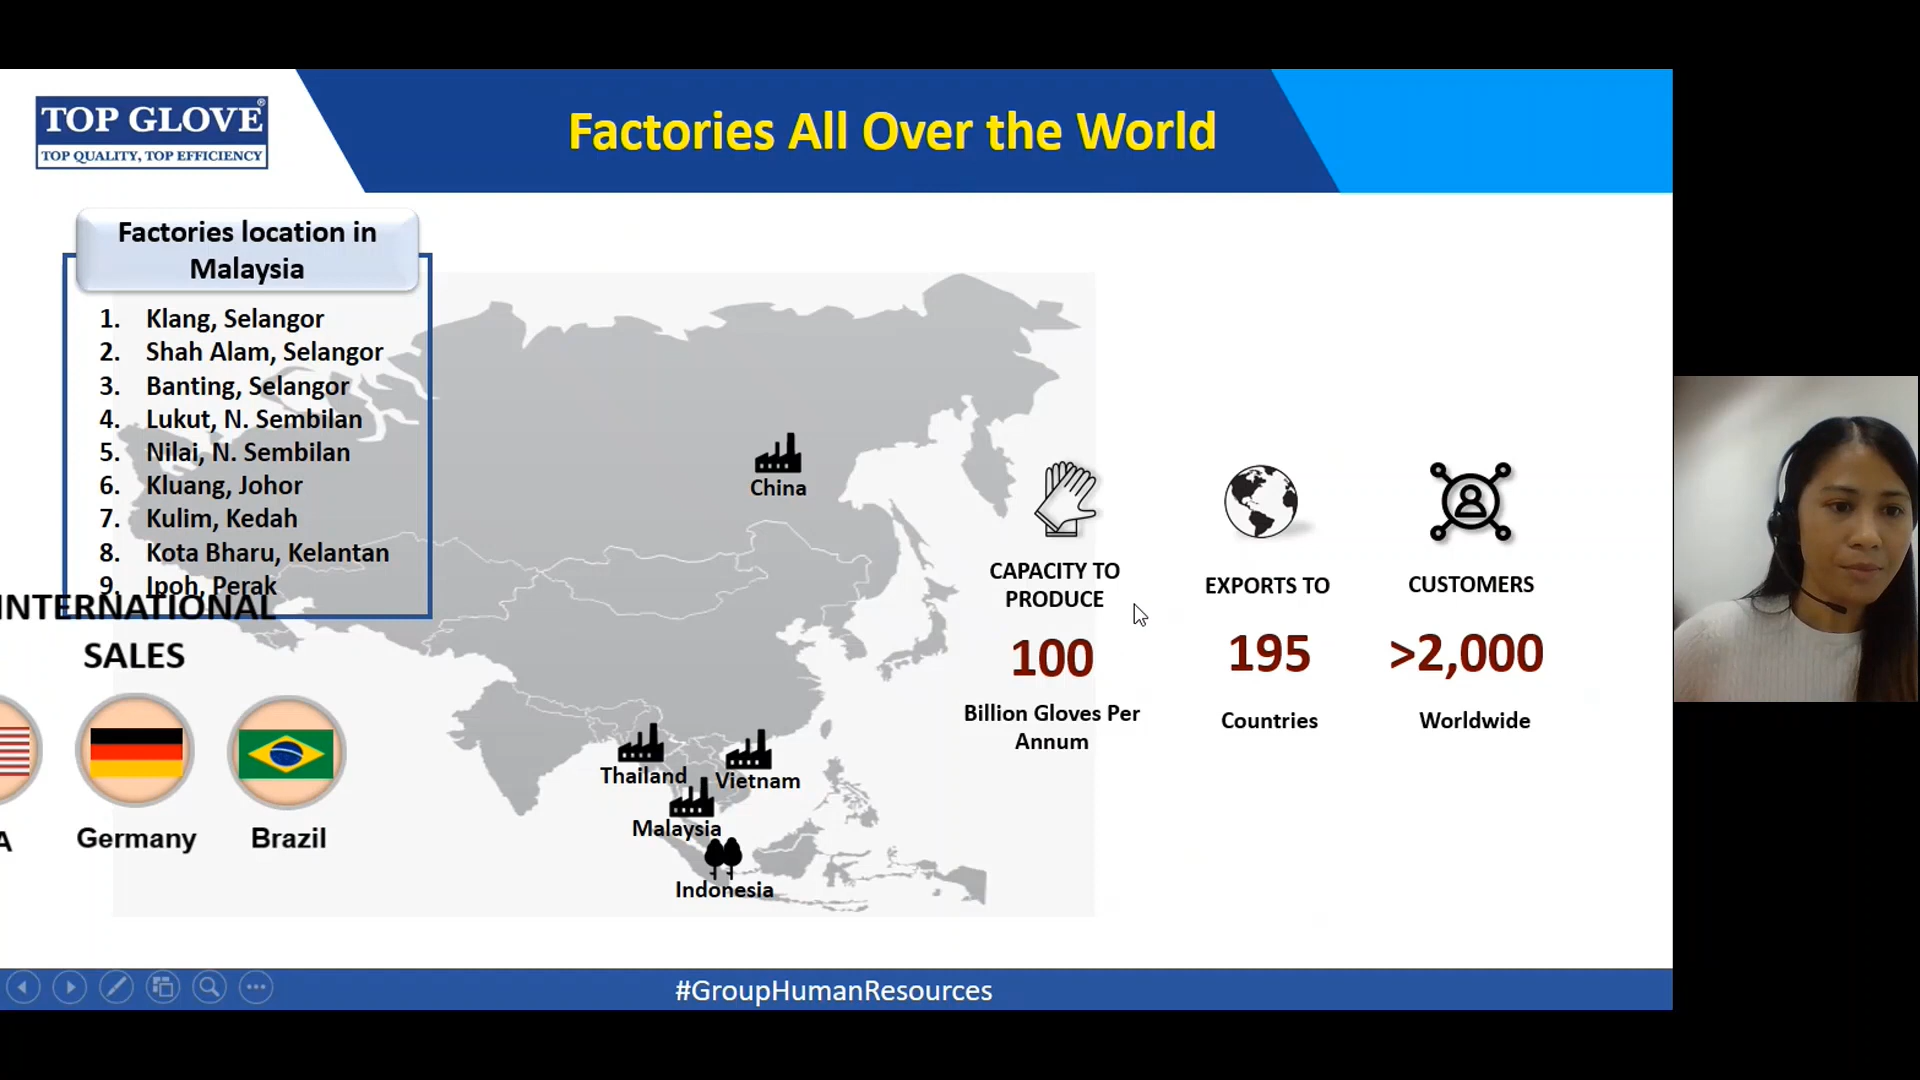 TOP GLOVE®
TOP QUALITY, TOP EFFICIENCY
Factories All Over the World
Factories location in
Malaysia
1. Klang, Selangor
2. Shah Alam, Selangor
3. Banting, Selangor
4. Lukut, N. Sembilan
5. Nilai, N. Sembilan
6. Kluang, Johor
7. Kulim, Kedah
8. Kota Bharu, Kelantan
9. Ipoh, Perak
INTERNATIONAL
SALES
A
Germany
Brazil
China
Thailand
Vietnam
Malaysia
Indonesia
CAPACITY TO
PRODUCE
100
Billion Gloves Per
Annum
EXPORTS TO
195
Countries
CUSTOMERS
>2,000
Worldwide
#GroupHumanResources